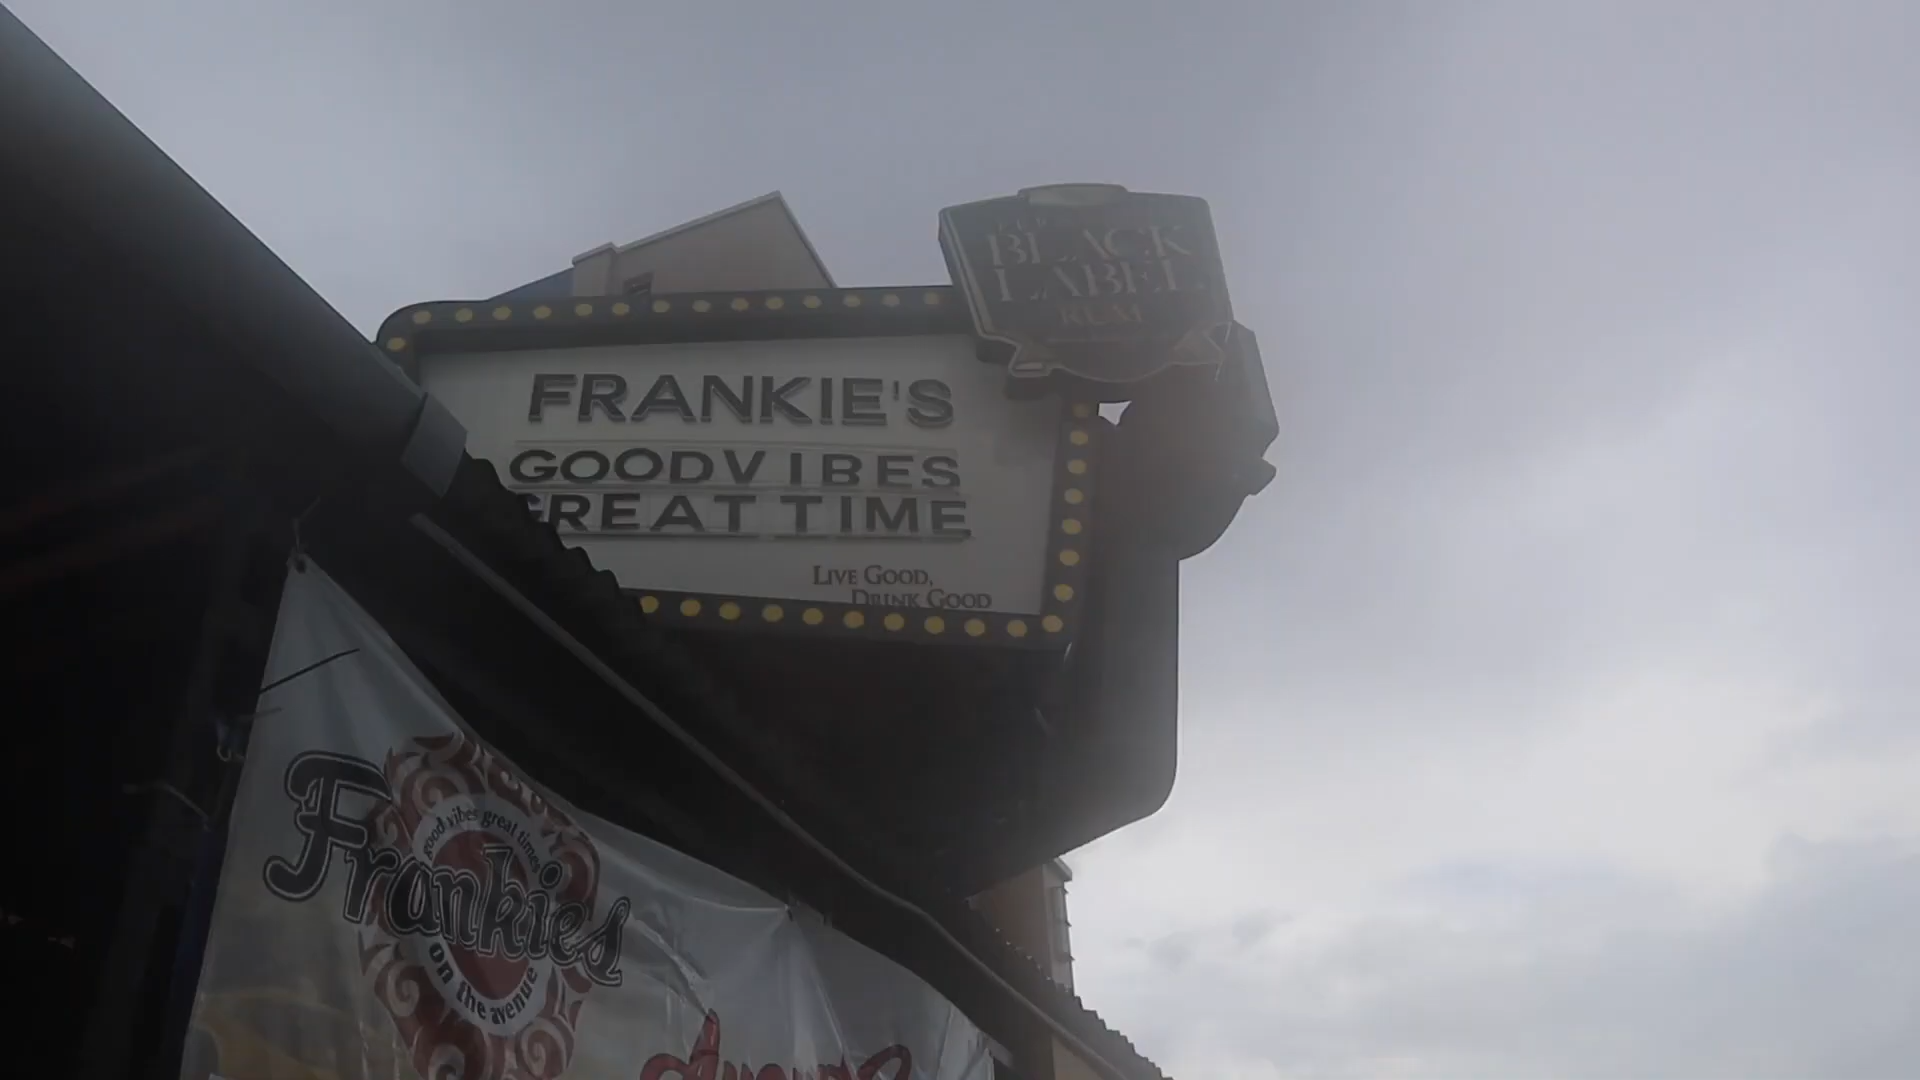 BLACK
LABEL
RUM
FRANKIE'S
GOODVIBES
GREAT TIME
LIVE GOOD,
DRINK GOOD
good vibes great times
Frankies
on the avenue